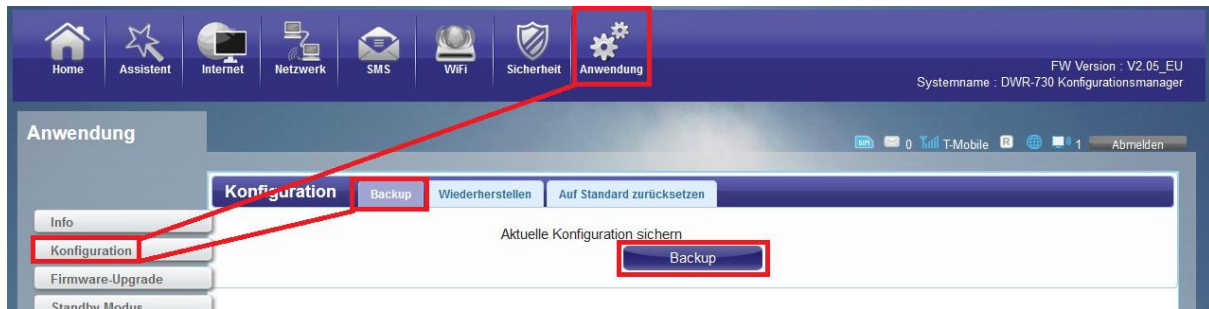 Home Assistent Internet Netzwerk SMS WiFi Sicherheit Anwendung
FW Version : V2.05_EU
Systemname : DWR-730 Konfigurationsmanager
Anwendung
SIM 0 T-Mobile R 1 Abmelden
Konfiguration Backup Wiederherstellen Auf Standard zurücksetzen
Info
Aktuelle Konfiguration sichern
Konfiguration
Backup
Firmware-Upgrade
Standby Modus